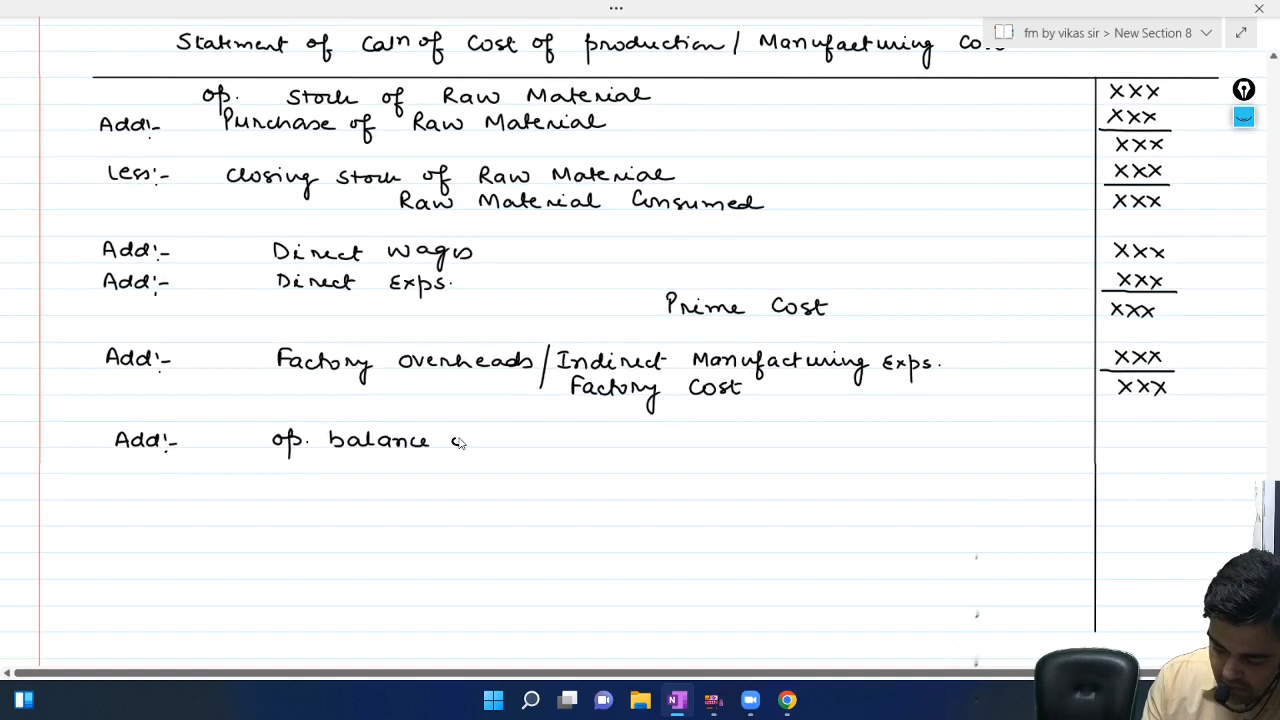 fm by vikas sir > New Section 8
Statement of Caln of Cost of production / Manufacturing
op. Stock of Raw Material xxx
Add:- Purchase of Raw Material xxx
xxx
Less:- Closing Stock of Raw Material xxx
Raw Material Consumed xxx
Add:- Direct wages xxx
Add:- Direct Exps. xxx
Prime Cost xxx
Add:- Factory overheads / Indirect Manufacturing Exps. xxx
Factory Cost xxx
Add:- op. balance